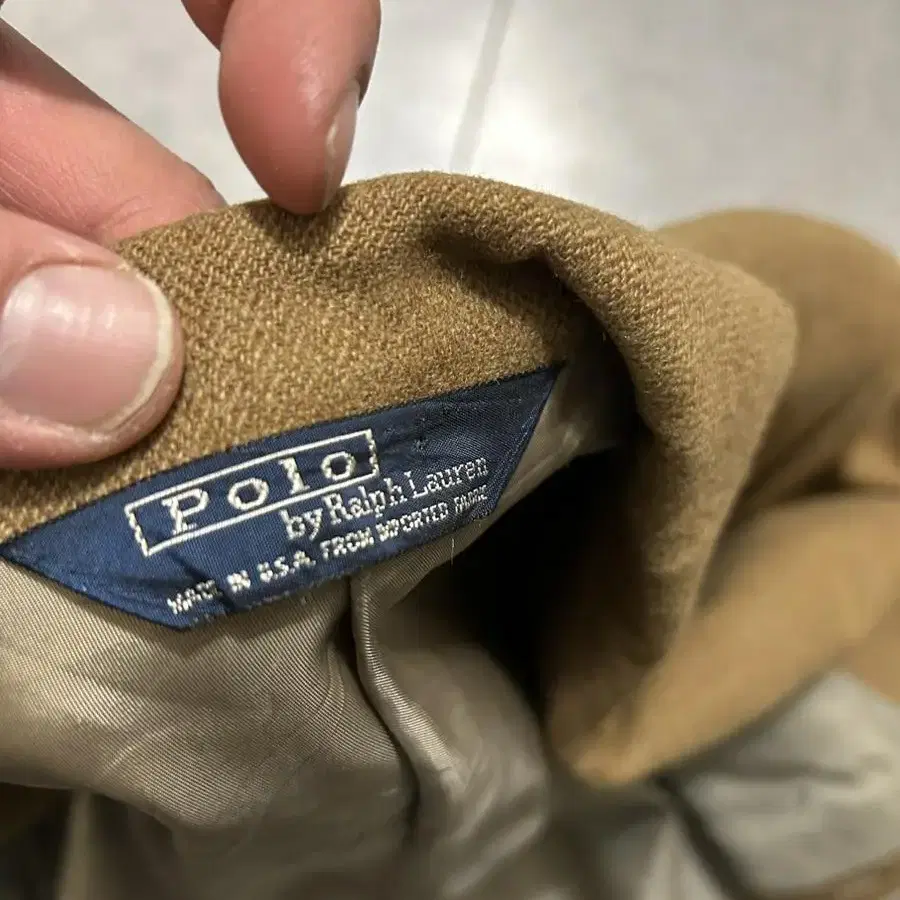 Polo
by Ralph Lauren
MADE IN U.S.A. FROM IMPORTED FABRIC